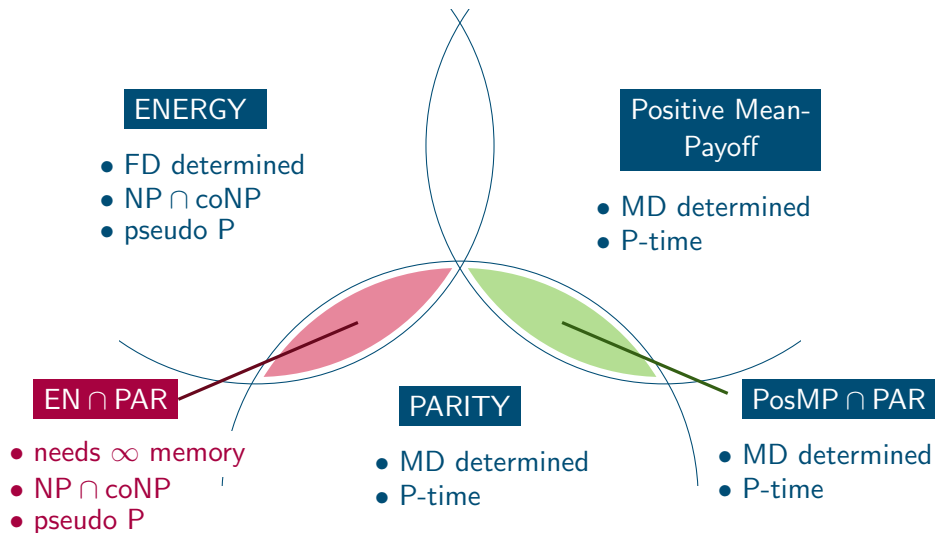 ENERGY
• FD determined
• NP ∩ coNP
• pseudo P
Positive Mean-
Payoff
• MD determined
• P-time
EN ∩ PAR
• needs ∞ memory
• NP ∩ coNP
• pseudo P
PARITY
• MD determined
• P-time
PosMP ∩ PAR
• MD determined
• P-time